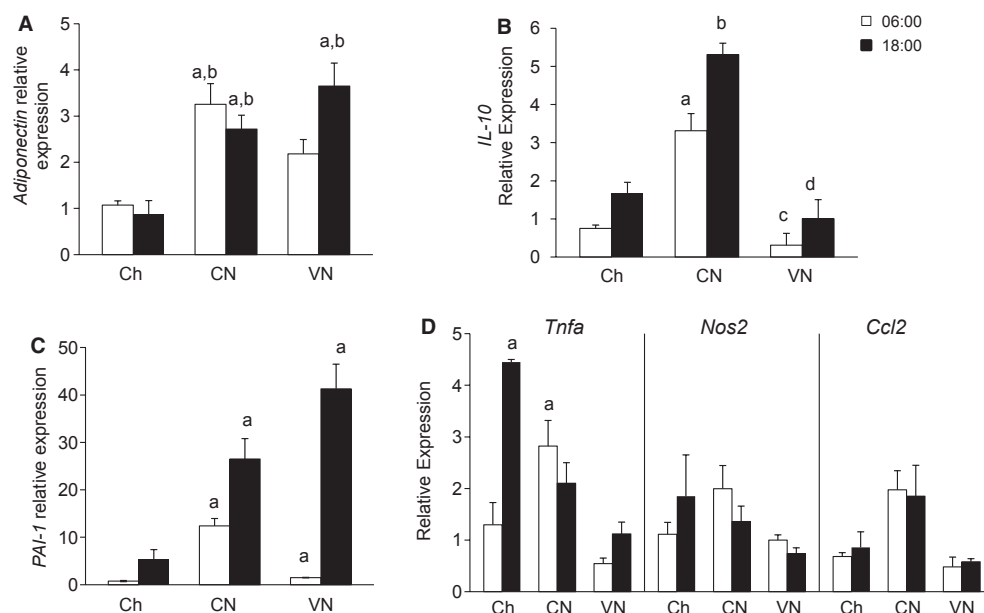 A
Adiponectin relative
expression
5
4
3
2
1
0
a,b
a,b
a,b
Ch CN VN
B
IL-10
Relative Expression
6
5
4
3
2
1
0
a
b
c
d
Ch CN VN
06:00
18:00
C
PAI-1 relative expression
50
40
30
20
10
0
a
a
a
a
Ch CN VN
D
Relative Expression
5
4
3
2
1
0
Tnfa Nos2 Ccl2
a
a
Ch CN VN Ch CN VN Ch CN VN